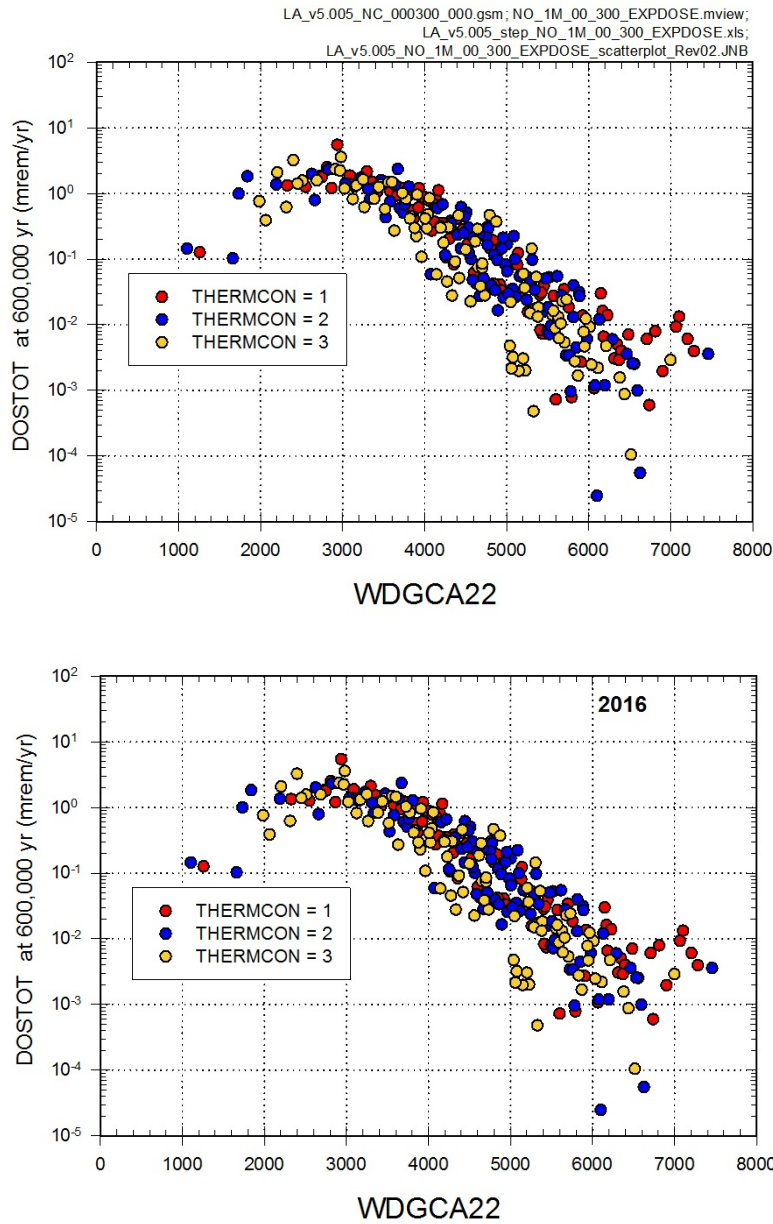 LA_v5.005_NC_000300_000.gsm; NO_1M_00_300_EXPDOSE.mview;
LA_v5.005_step_NO_1M_00_300_EXPDOSE.xls;
LA_v5.005_NO_1M_00_300_EXPDOSE_scatterplot_Rev02.JNB
DOSTOT at 600,000 yr (mrem/yr)
10²
10¹
10⁰
10⁻¹
10⁻²
10⁻³
10⁻⁴
10⁻⁵
THERMCON = 1
THERMCON = 2
THERMCON = 3
0 1000 2000 3000 4000 5000 6000 7000 8000
WDGCA22
2016
DOSTOT at 600,000 yr (mrem/yr)
10²
10¹
10⁰
10⁻¹
10⁻²
10⁻³
10⁻⁴
10⁻⁵
THERMCON = 1
THERMCON = 2
THERMCON = 3
0 1000 2000 3000 4000 5000 6000 7000 8000
WDGCA22